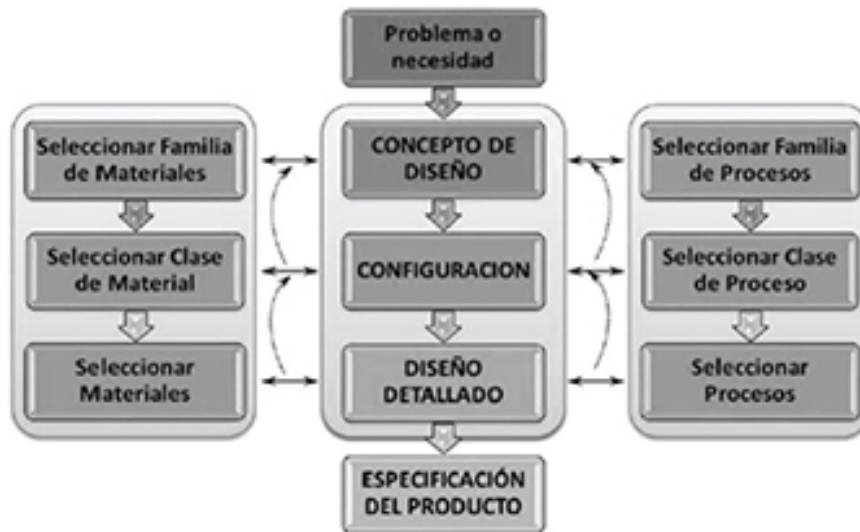 Problema o
necesidad
Seleccionar Familia
de Materiales
CONCEPTO DE
DISEÑO
Seleccionar Familia
de Procesos
Seleccionar Clase
de Material
CONFIGURACION
Seleccionar Clase
de Proceso
Seleccionar
Materiales
DISEÑO
DETALLADO
Seleccionar
Procesos
ESPECIFICACIÓN
DEL PRODUCTO